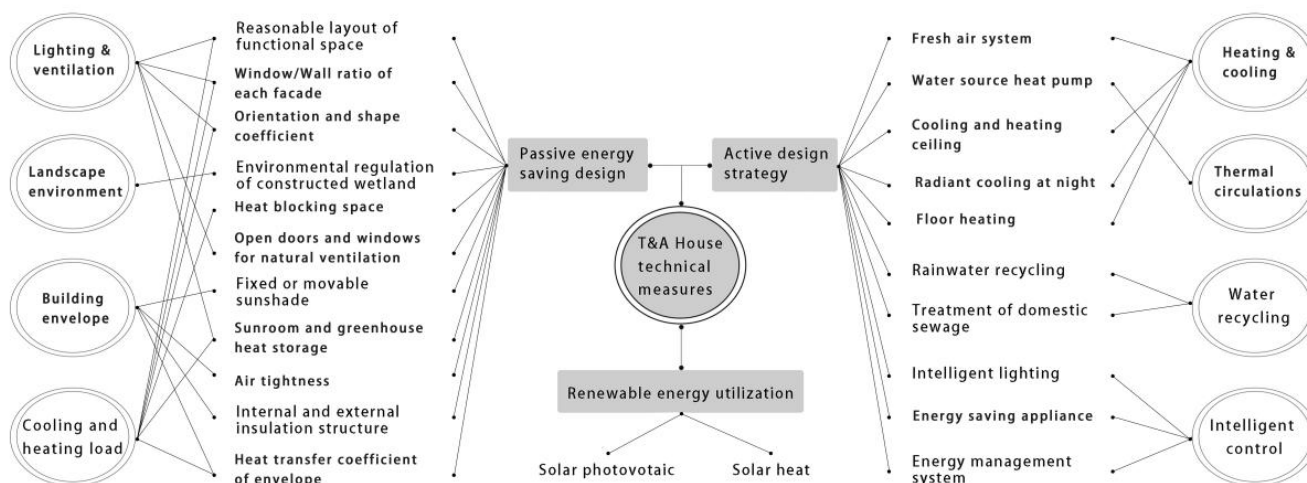 Lighting &
ventilation
Landscape
environment
Building
envelope
Cooling and
heating load
Reasonable layout of
functional space
Window/Wall ratio of
each facade
Orientation and shape
coefficient
Environmental regulation
of constructed wetland
Heat blocking space
Open doors and windows
for natural ventilation
Fixed or movable
sunshade
Sunroom and greenhouse
heat storage
Air tightness
Internal and external
insulation structure
Heat transfer coefficient
of envelope
Passive energy
saving design
Active design
strategy
T&A House
technical
measures
Renewable energy utilization
Solar photovotaic
Solar heat
Fresh air system
Water source heat pump
Cooling and heating
ceiling
Radiant cooling at night
Floor heating
Rainwater recycling
Treatment of domestic
sewage
Intelligent lighting
Energy saving appliance
Energy management
system
Heating &
cooling
Thermal
circulations
Water
recycling
Intelligent
control